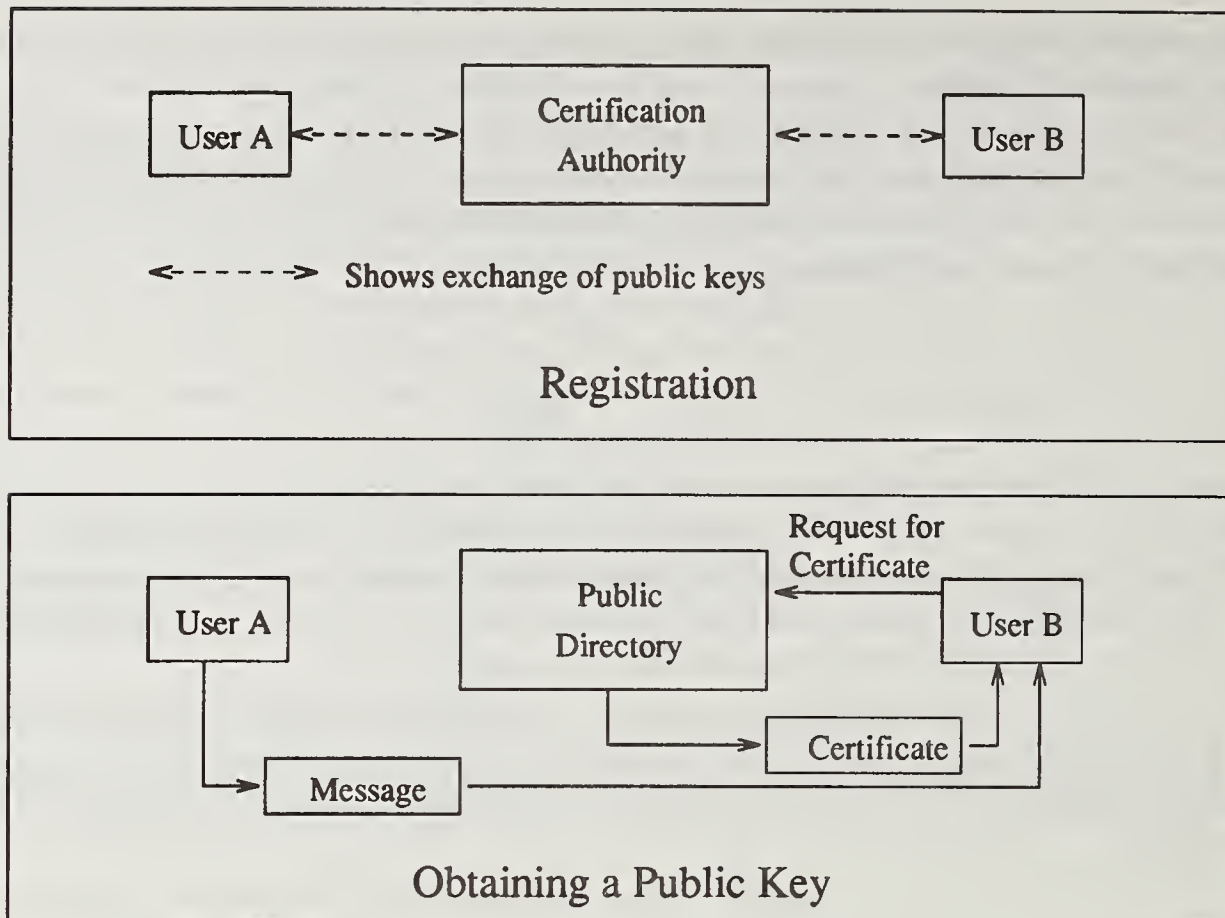 User A
Certification
Authority
User B
Shows exchange of public keys
Registration
Request for
Certificate
User A
Public
Directory
User B
Certificate
Message
Obtaining a Public Key